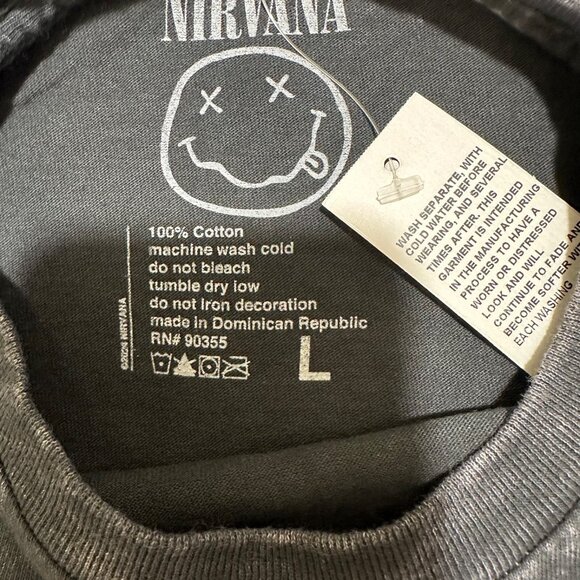 NIRVANA
100% Cotton
machine wash cold
do not bleach
tumble dry low
do not Iron decoration
made in Dominican Republic
RN# 90355
L
©2024 NIRVANA
WASH SEPARATE, WITH
COLD WATER BEFORE
WEARING, AND SEVERAL
TIMES AFTER. THIS
GARMENT IS INTENDED
IN THE MANUFACTURING
PROCESS TO HAVE A
WORN OR DISTRESSED
LOOK AND WILL
CONTINUE TO FADE AND
BECOME SOFTER WITH
EACH WASHING